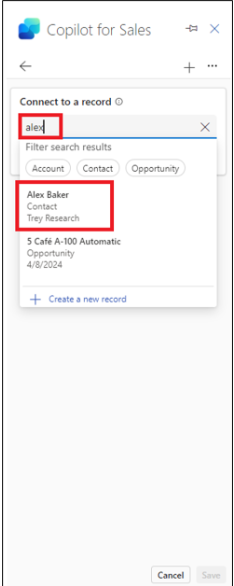 Copilot for Sales
Connect to a record
alex
Filter search results
Account Contact Opportunity
Alex Baker
Contact
Trey Research
5 Café A-100 Automatic
Opportunity
4/8/2024
+ Create a new record
Cancel Save